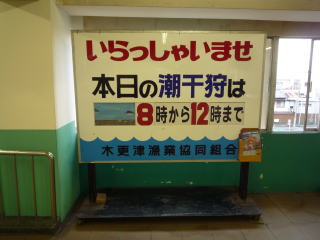 いらっしゃいませ
本日の潮干狩は
8時から12時まで
木更津漁業協同組合